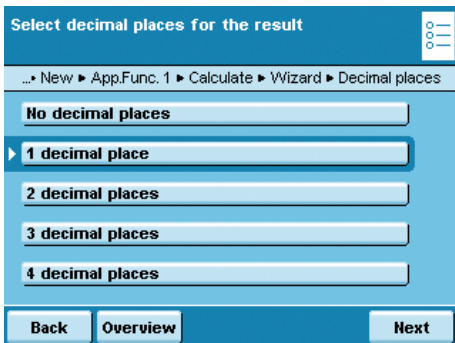 Select decimal places for the result
...▸ New ▸ App.Func. 1 ▸ Calculate ▸ Wizard ▸ Decimal places
No decimal places
1 decimal place
2 decimal places
3 decimal places
4 decimal places
Back Overview Next